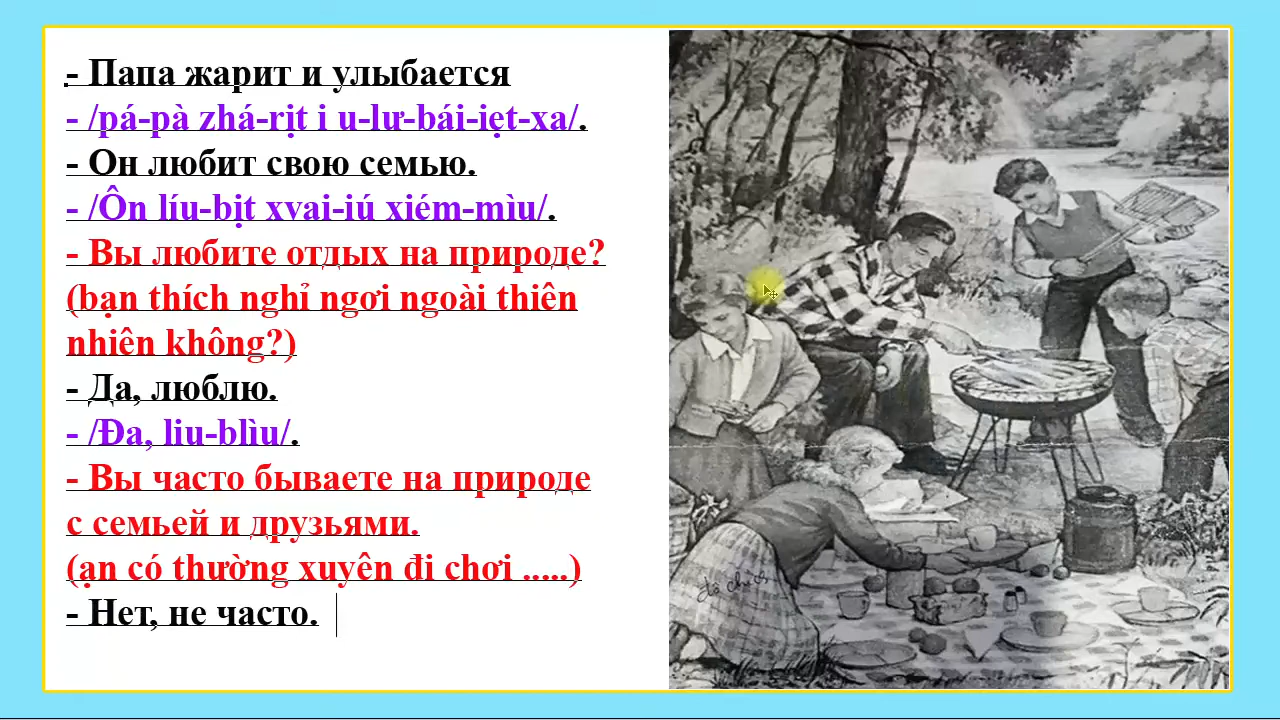 - Папа жарит и улыбается
- /pá-pà zhá-rịt i u-lư-bái-iẹt-xa/.
- Он любит свою семью.
- /Ôn líu-bịt xvai-iú xiém-mìu/.
- Вы любите отдых на природе?
(bạn thích nghỉ ngơi ngoài thiên
nhiên không?)
- Да, люблю.
- /Đa, liu-blìu/.
- Вы часто бываете на природе
с семьей и друзьями.
(ạn có thường xuyên đi chơi .....)
- Нет, не часто.